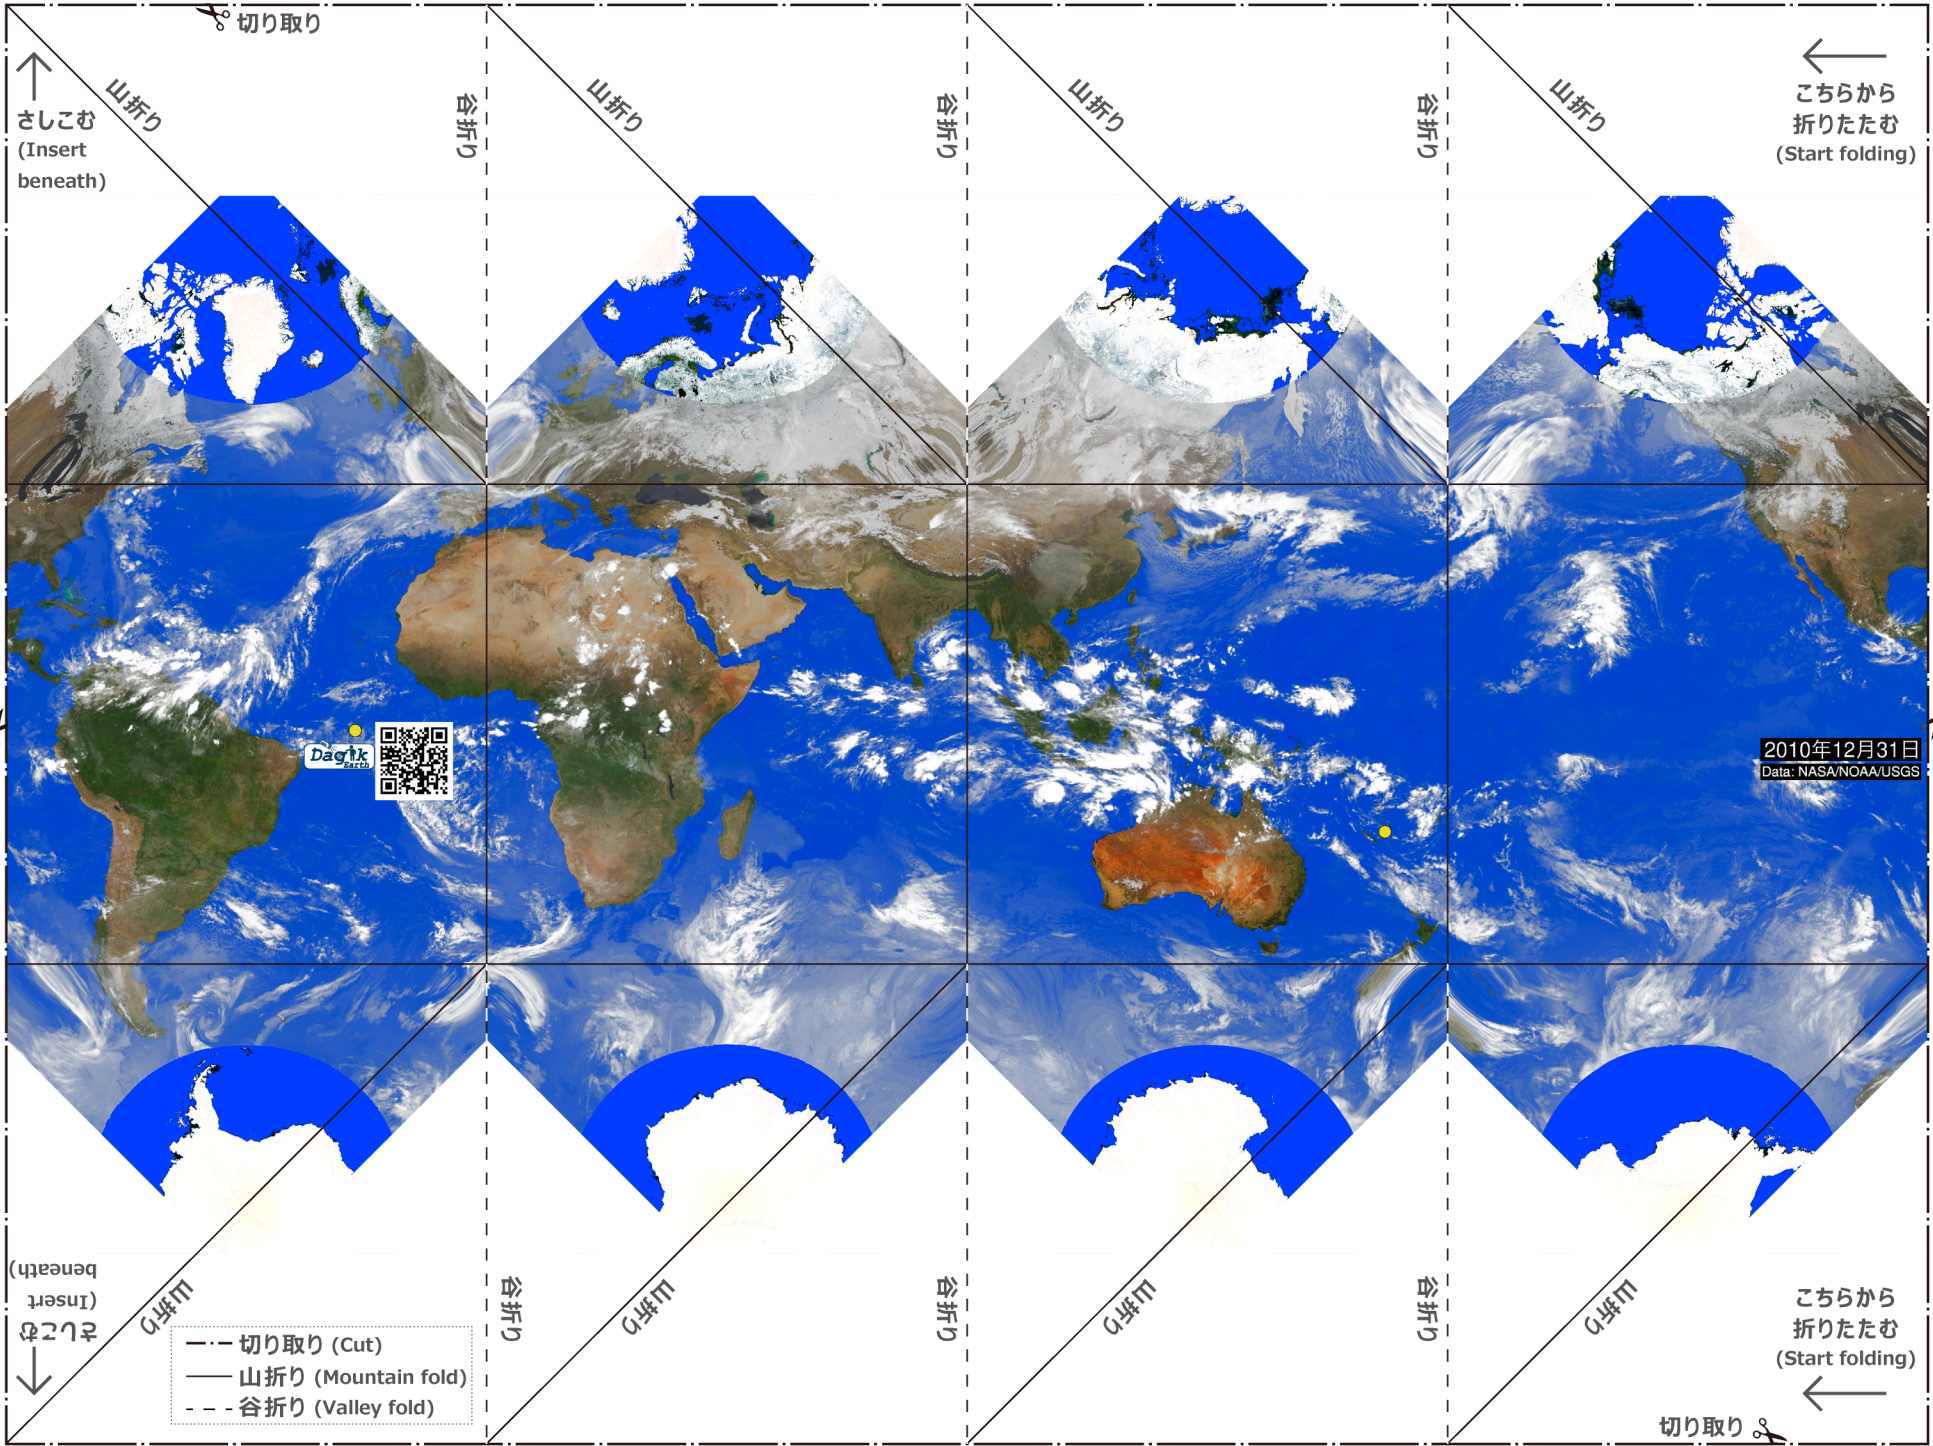 切り取り
山折り
谷折り
山折り
谷折り
山折り
谷折り
山折り
さしこむ
(Insert
beneath)
こちらから
折りたたむ
(Start folding)
Dagik
Earth
2010年12月31日
Data: NASA/NOAA/USGS
さしこむ
(Insert
beneath)
山折り
谷折り
山折り
谷折り
山折り
谷折り
山折り
こちらから
折りたたむ
(Start folding)
切り取り (Cut)
山折り (Mountain fold)
谷折り (Valley fold)
切り取り